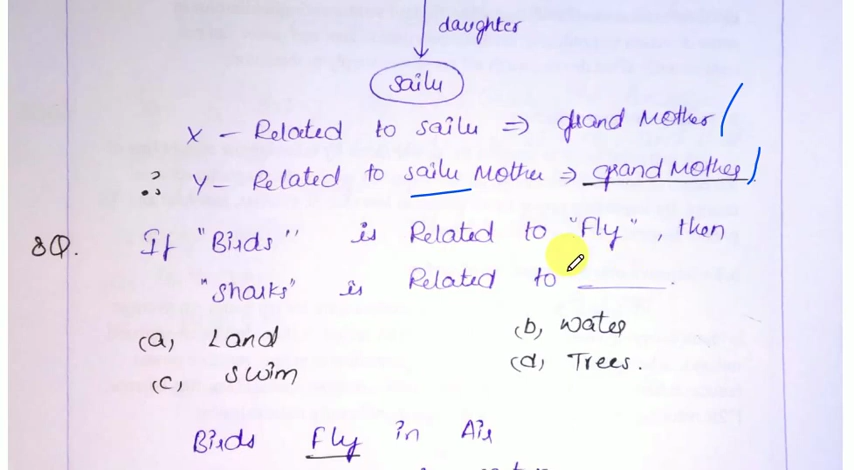 daughter
sailu
X - Related to sailu ⇒ grand Mother
∴ Y - Related to sailu Mother ⇒ grand Mother
8Q. If "Birds" is Related to "Fly", then
"Sharks" is Related to ______.
(a) Land (b) Water
(c) Swim (d) Trees.
Birds Fly in Air